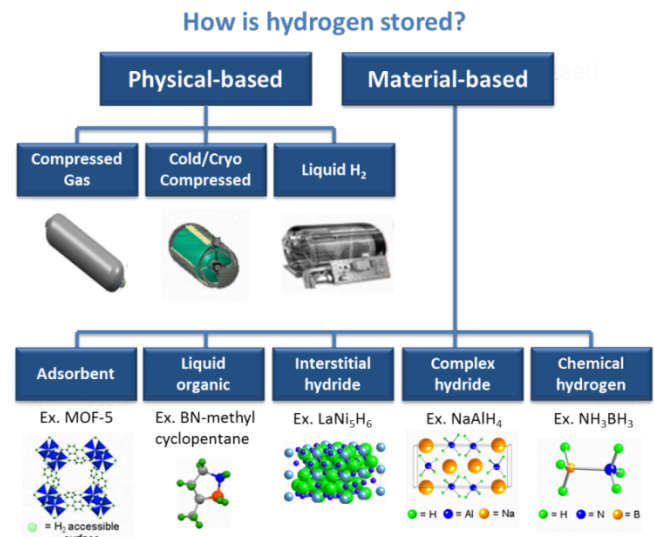 How is hydrogen stored?
Physical-based
Material-based
Compressed
Gas
Cold/Cryo
Compressed
Liquid H₂
Adsorbent
Liquid
organic
Interstitial
hydride
Complex
hydride
Chemical
hydrogen
Ex. MOF-5
Ex. BN-methyl
cyclopentane
Ex. LaNi₅H₆
Ex. NaAlH₄
Ex. NH₃BH₃
= H₂ accessible
surface
= H = Al = Na
= H = N = B